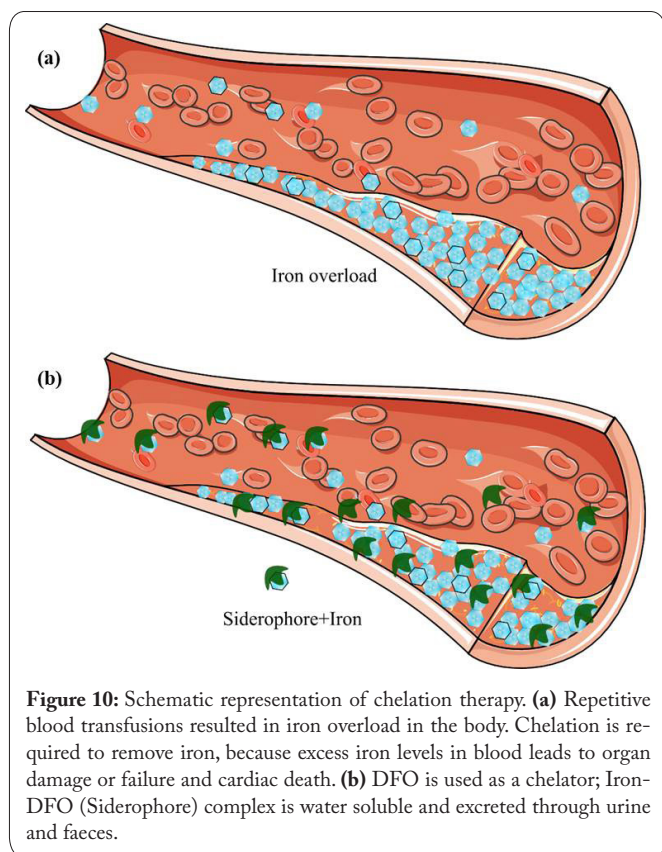 (a)
Iron overload
(b)
Siderophore+Iron
Figure 10: Schematic representation of chelation therapy. (a) Repetitive
blood transfusions resulted in iron overload in the body. Chelation is re-
quired to remove iron, because excess iron levels in blood leads to organ
damage or failure and cardiac death. (b) DFO is used as a chelator; Iron-
DFO (Siderophore) complex is water soluble and excreted through urine
and faeces.